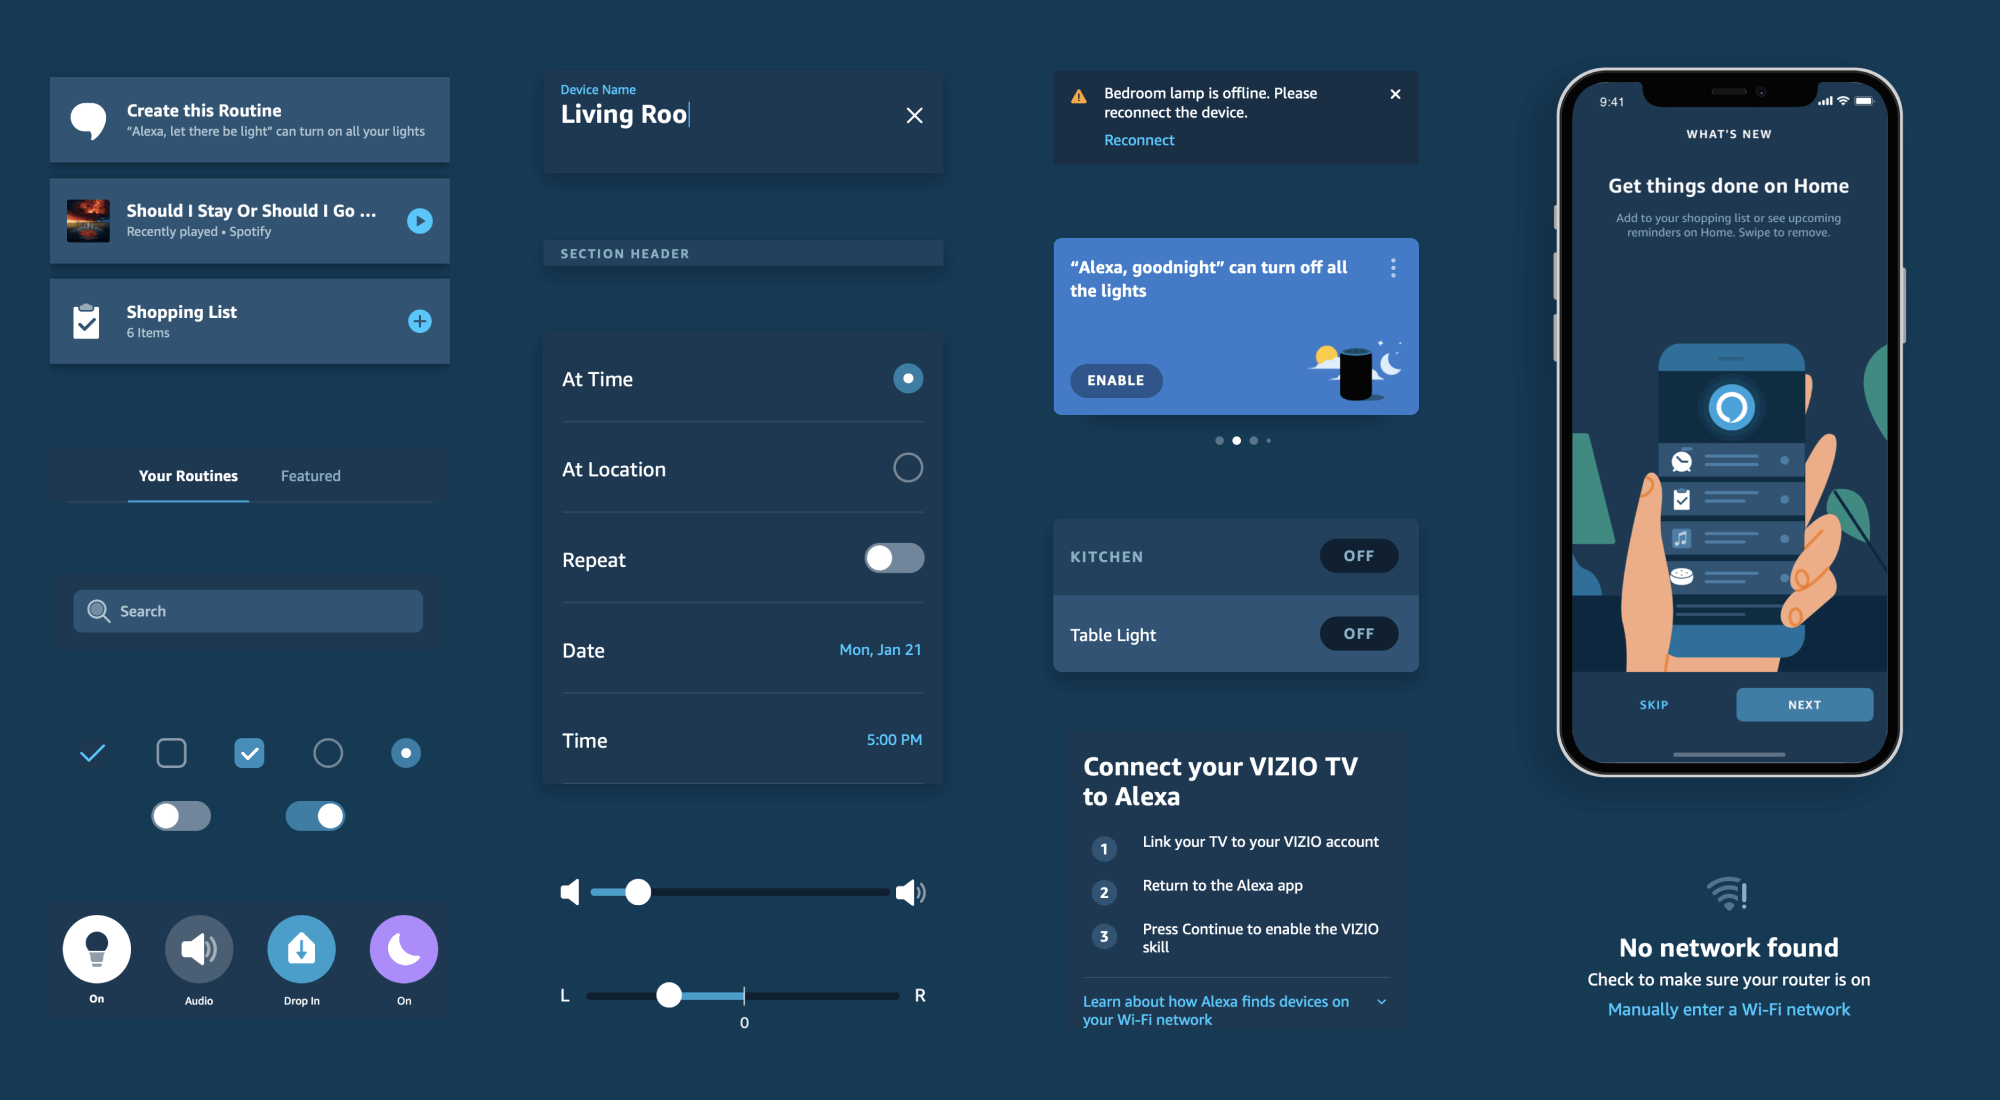 Create this Routine
“Alexa, let there be light” can turn on all your lights
Should I Stay Or Should I Go ...
Recently played • Spotify
Shopping List
6 Items
Your Routines
Featured
Search
On
Audio
Drop In
On
Device Name
Living Roo
SECTION HEADER
At Time
At Location
Repeat
Date
Mon, Jan 21
Time
5:00 PM
L
R
0
Bedroom lamp is offline. Please
reconnect the device.
Reconnect
“Alexa, goodnight” can turn off all
the lights
ENABLE
KITCHEN
OFF
Table Light
OFF
Connect your VIZIO TV
to Alexa
1
Link your TV to your VIZIO account
2
Return to the Alexa app
3
Press Continue to enable the VIZIO
skill
Learn about how Alexa finds devices on
your Wi-Fi network
9:41
WHAT'S NEW
Get things done on Home
Add to your shopping list or see upcoming
reminders on Home. Swipe to remove.
SKIP
NEXT
No network found
Check to make sure your router is on
Manually enter a Wi-Fi network